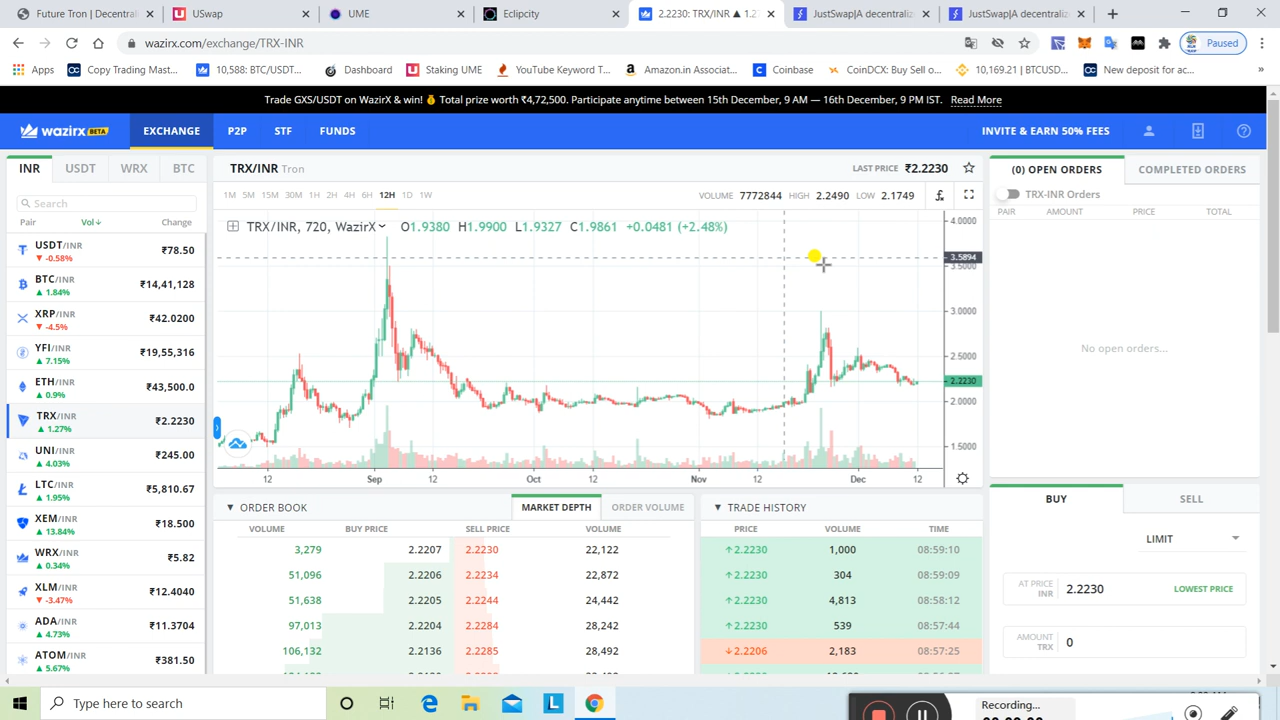 Future Tron | Decentrali
USwap
UME
Eclipcity
2.2230: TRX/INR ▲ 1.2
JustSwap|A decentraliz
JustSwap|A decentraliz
wazirx.com/exchange/TRX-INR
Paused
Apps
Copy Trading Mast...
10,588: BTC/USDT...
Dashboard
Staking UME
YouTube Keyword T...
Amazon.in Associat...
Coinbase
CoinDCX: Buy Sell o...
10,169.21 | BTCUSD...
New deposit for ac...
Trade GXS/USDT on WazirX & win! 💰 Total prize worth ₹4,72,500. Participate anytime between 15th December, 9 AM — 16th December, 9 PM IST. Read More
wazirx BETA
EXCHANGE
P2P
STF
FUNDS
INVITE & EARN 50% FEES
INR USDT WRX BTC
Search
Pair Vol↓ Change
USDT/INR ₹78.50
▼ -0.58%
BTC/INR ₹14,41,128
▲ 1.84%
XRP/INR ₹42.0200
▼ -4.5%
YFI/INR ₹19,55,316
▲ 7.15%
ETH/INR ₹43,500.0
▲ 0.9%
TRX/INR ₹2.2230
▲ 1.27%
UNI/INR ₹245.00
▲ 4.03%
LTC/INR ₹5,810.67
▲ 1.95%
XEM/INR ₹18.500
▲ 13.84%
WRX/INR ₹5.82
▲ 0.34%
XLM/INR ₹12.4040
▼ -3.47%
ADA/INR ₹11.3704
▲ 4.73%
ATOM/INR ₹381.50
▲ 5.67%
TRX/INR Tron
LAST PRICE ₹2.2230
1M 5M 15M 30M 1H 2H 4H 6H 12H 1D 1W
VOLUME 7772844 HIGH 2.2490 LOW 2.1749
TRX/INR, 720, WazirX O1.9380 H1.9900 L1.9327 C1.9861 +0.0481 (+2.48%)
4.0000
3.5894
3.5000
3.0000
2.5000
2.2230
2.0000
1.5000
12 Sep 12 Oct 12 Nov 12 Dec 12
▼ ORDER BOOK
MARKET DEPTH ORDER VOLUME
VOLUME BUY PRICE SELL PRICE VOLUME
3,279 2.2207 2.2230 22,122
51,096 2.2206 2.2234 22,872
51,638 2.2205 2.2244 24,442
97,013 2.2204 2.2284 28,242
106,132 2.2136 2.2285 28,492
▼ TRADE HISTORY
PRICE VOLUME TIME
↑2.2230 1,000 08:59:10
↑2.2230 304 08:59:09
↑2.2230 4,813 08:58:12
↑2.2230 539 08:57:44
↓2.2206 2,183 08:57:25
(0) OPEN ORDERS
COMPLETED ORDERS
TRX-INR Orders
PAIR AMOUNT PRICE TOTAL
No open orders...
BUY SELL
LIMIT
AT PRICE
INR
2.2230
LOWEST PRICE
AMOUNT
TRX
0
Type here to search
Recording...